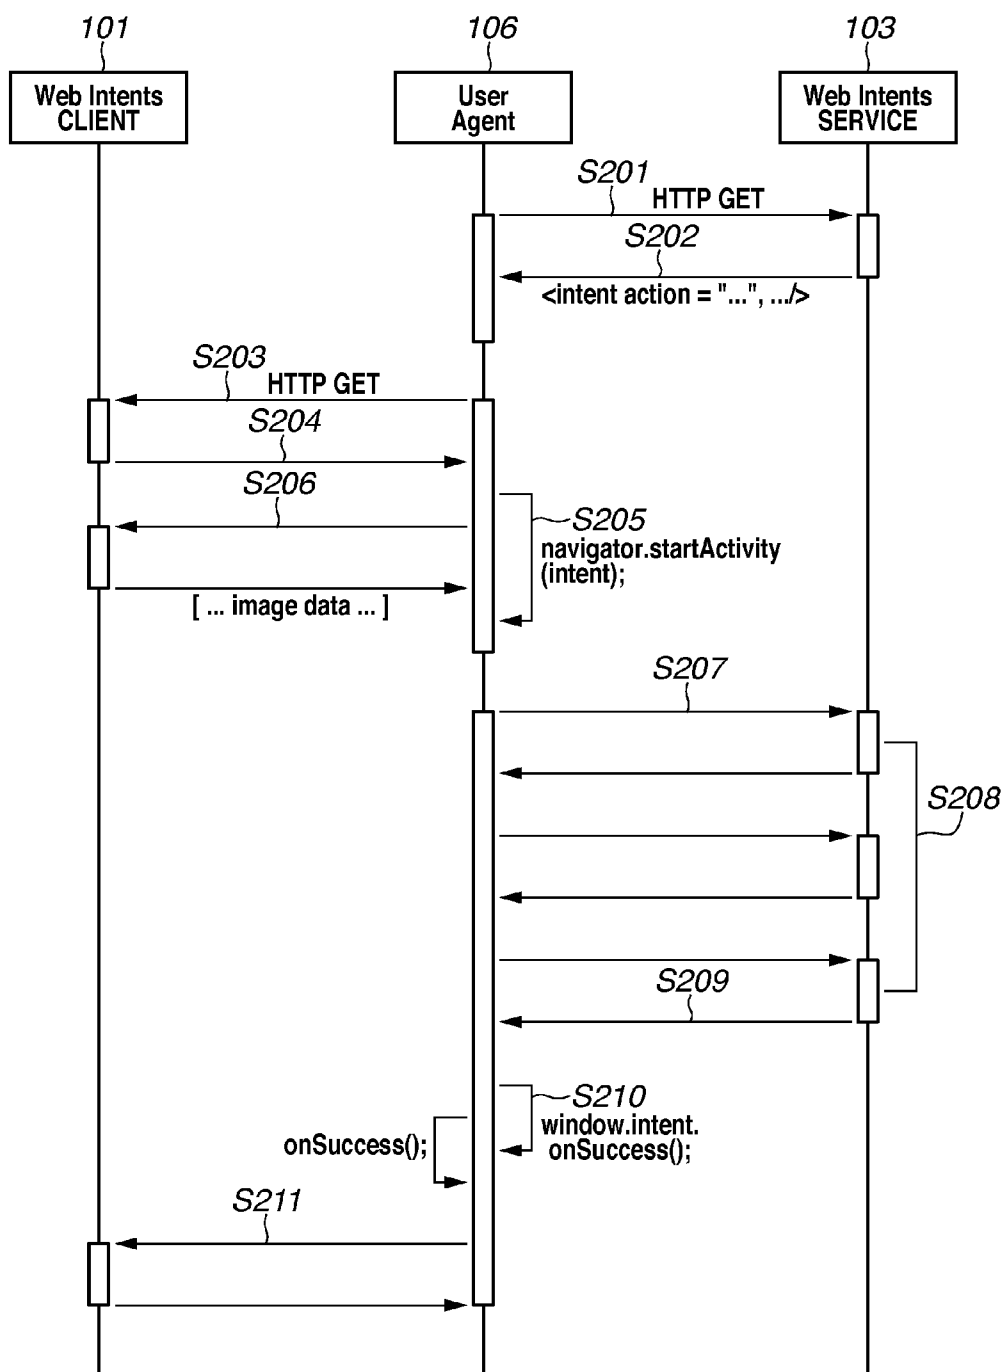 101
106
103
Web Intents
CLIENT
User
Agent
Web Intents
SERVICE
S201
HTTP GET
S202
<intent action = "...", .../>
S203
HTTP GET
S204
S206
S205
navigator.startActivity
(intent);
[ ... image data ... ]
S207
S208
S209
S210
window.intent.
onSuccess();
onSuccess();
S211